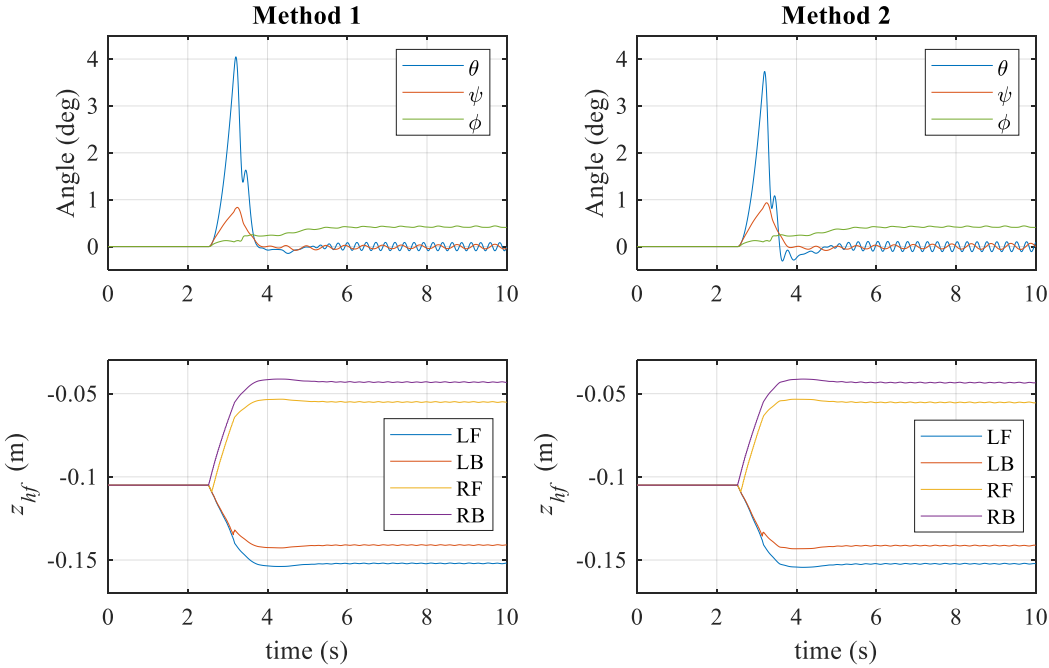 Method 1
Angle (deg)
4
3
2
1
0
0 2 4 6 8 10
θ
ψ
ϕ
Method 2
Angle (deg)
4
3
2
1
0
0 2 4 6 8 10
θ
ψ
ϕ
z_hf (m)
-0.05
-0.1
-0.15
0 2 4 6 8 10
time (s)
LF
LB
RF
RB
z_hf (m)
-0.05
-0.1
-0.15
0 2 4 6 8 10
time (s)
LF
LB
RF
RB